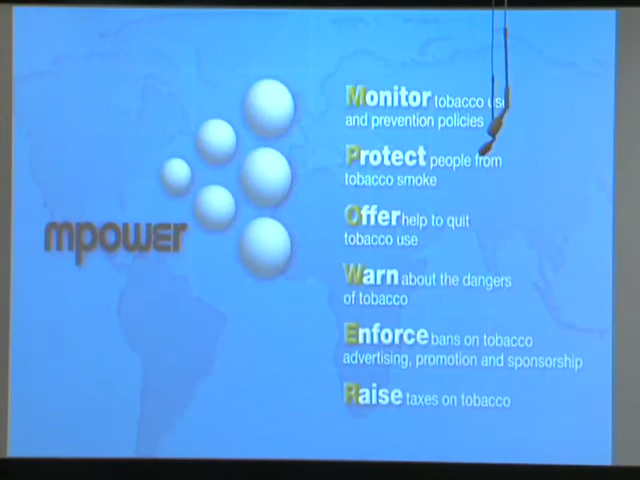 mpower
Monitor tobacco use
and prevention policies
Protect people from
tobacco smoke
Offer help to quit
tobacco use
Warn about the dangers
of tobacco
Enforce bans on tobacco
advertising, promotion and sponsorship
Raise taxes on tobacco